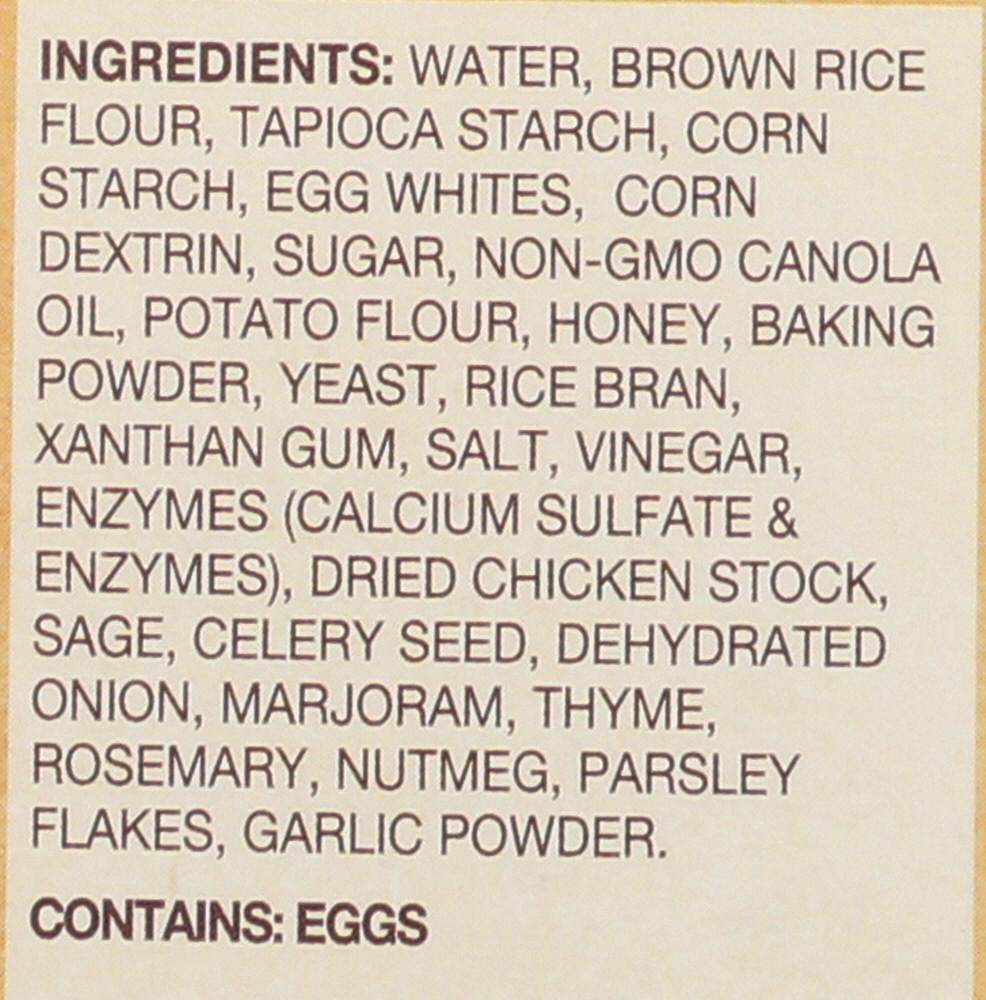 INGREDIENTS: WATER, BROWN RICE
FLOUR, TAPIOCA STARCH, CORN
STARCH, EGG WHITES, CORN
DEXTRIN, SUGAR, NON-GMO CANOLA
OIL, POTATO FLOUR, HONEY, BAKING
POWDER, YEAST, RICE BRAN,
XANTHAN GUM, SALT, VINEGAR,
ENZYMES (CALCIUM SULFATE &
ENZYMES), DRIED CHICKEN STOCK,
SAGE, CELERY SEED, DEHYDRATED
ONION, MARJORAM, THYME,
ROSEMARY, NUTMEG, PARSLEY
FLAKES, GARLIC POWDER.
CONTAINS: EGGS